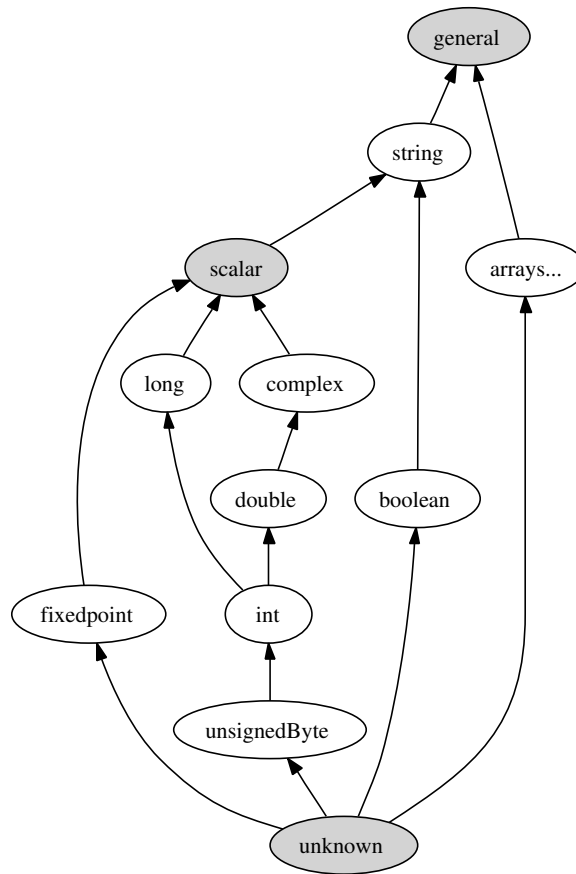 general
string
scalar
arrays...
long
complex
double
boolean
fixedpoint
int
unsignedByte
unknown